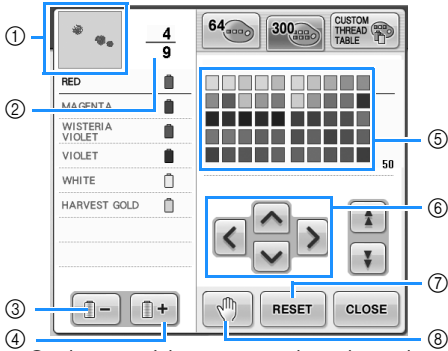 ①
4
9
64
300
CUSTOM
THREAD
TABLE
②
RED
MAGENTA
WISTERIA
VIOLET
VIOLET
WHITE
HARVEST GOLD
⑤
50
⑥
③
④
⑦
RESET
CLOSE
⑧